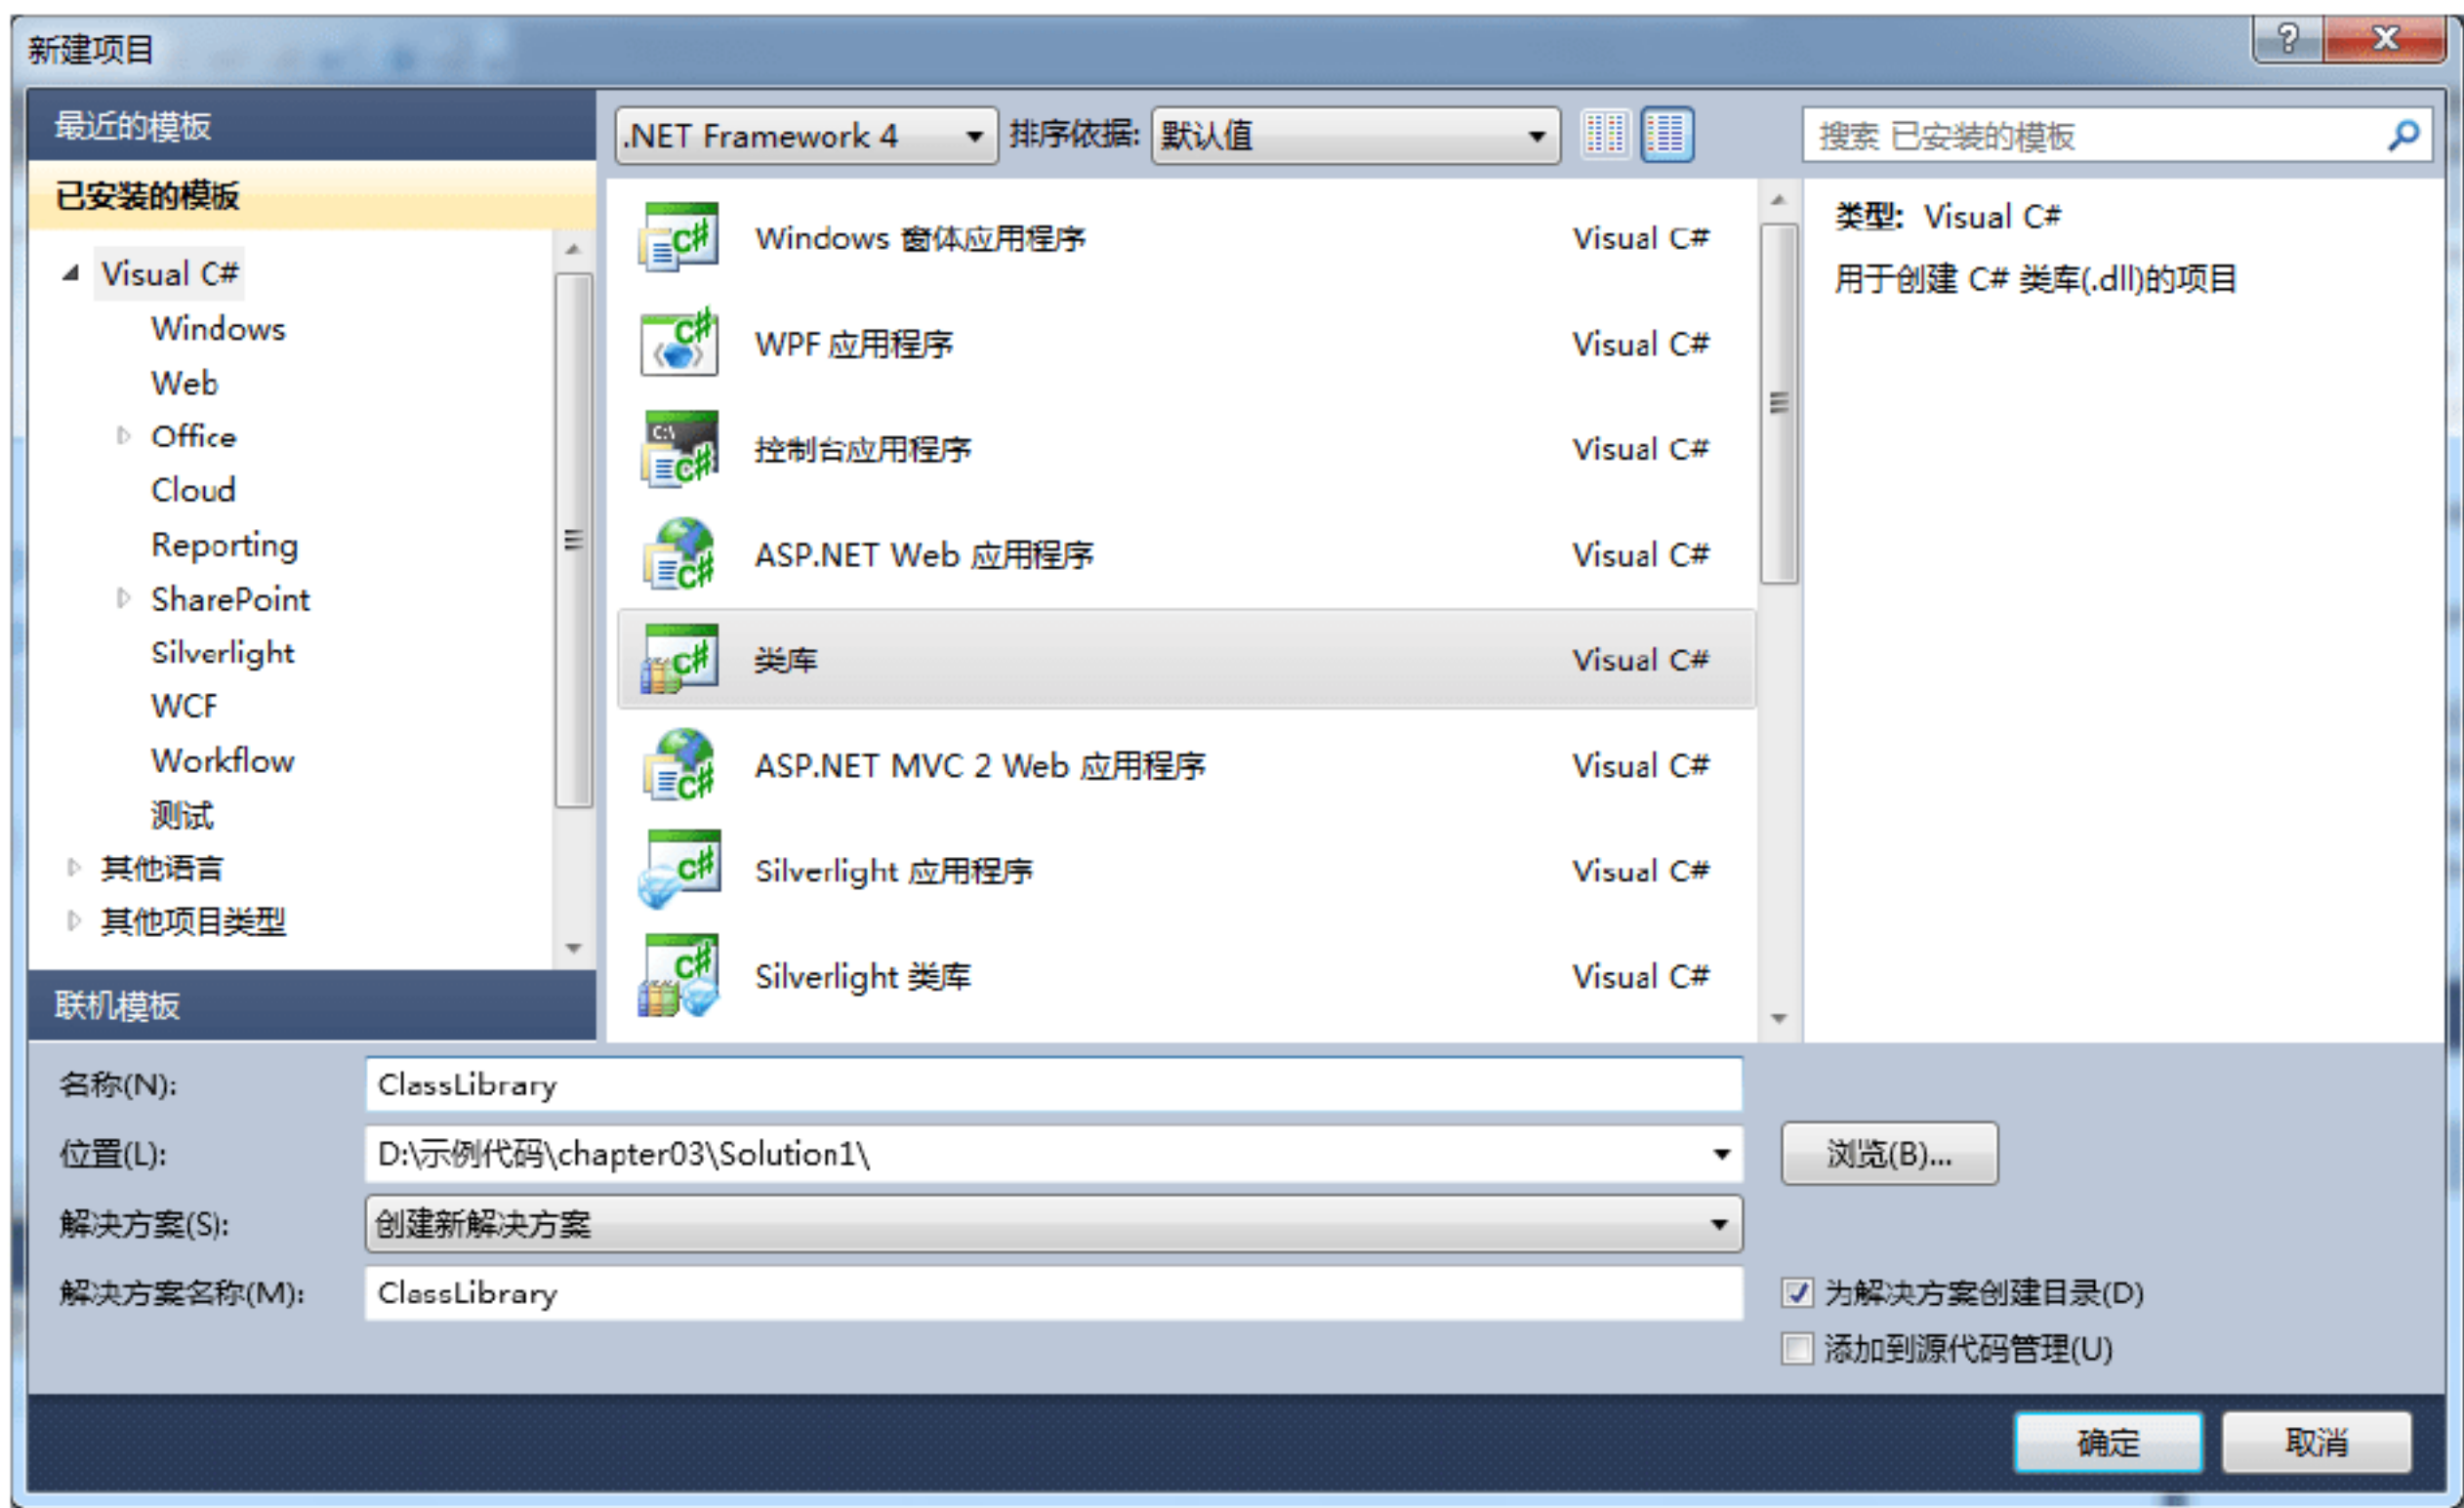 新建项目
最近的模板
已安装的模板
Visual C#
Windows
Web
Office
Cloud
Reporting
SharePoint
Silverlight
WCF
Workflow
测试
其他语言
其他项目类型
联机模板
.NET Framework 4 排序依据: 默认值
搜索 已安装的模板
Windows 窗体应用程序 Visual C#
WPF 应用程序 Visual C#
控制台应用程序 Visual C#
ASP.NET Web 应用程序 Visual C#
类库 Visual C#
ASP.NET MVC 2 Web 应用程序 Visual C#
Silverlight 应用程序 Visual C#
Silverlight 类库 Visual C#
类型: Visual C#
用于创建 C# 类库(.dll)的项目
名称(N): ClassLibrary
位置(L): D:\示例代码\chapter03\Solution1\ 浏览(B)...
解决方案(S): 创建新解决方案
解决方案名称(M): ClassLibrary
为解决方案创建目录(D)
添加到源代码管理(U)
确定 取消